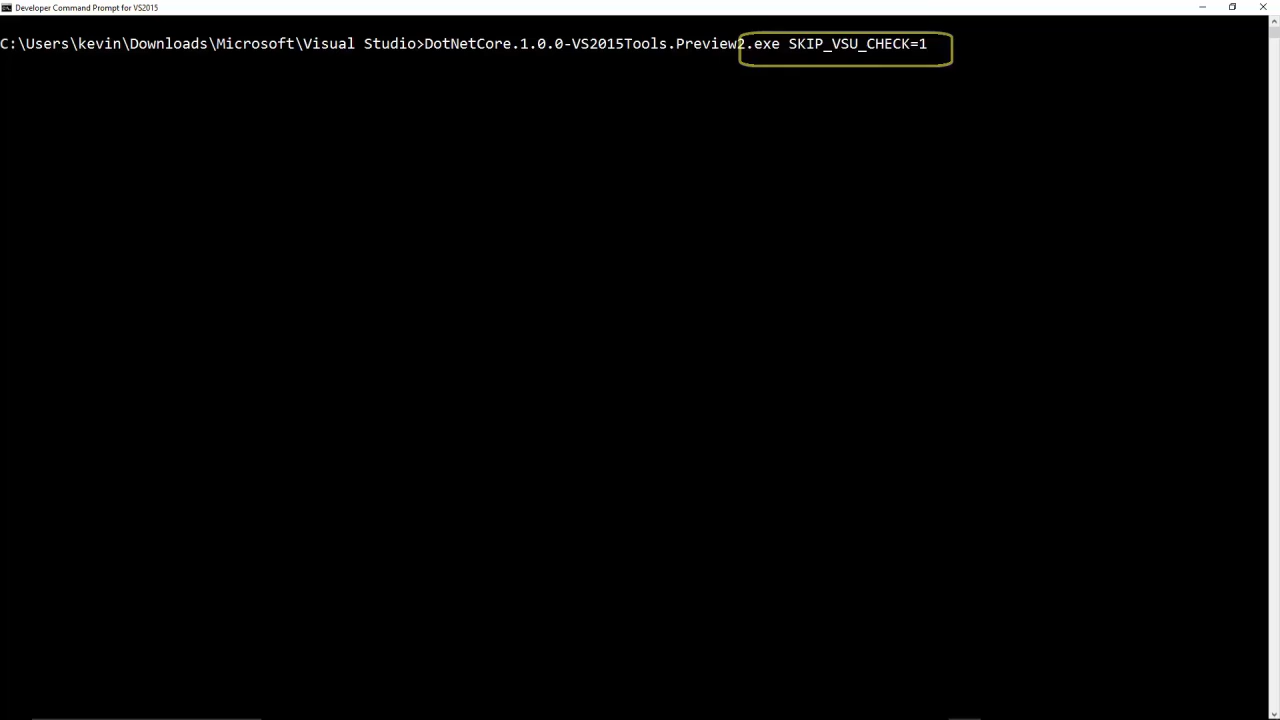 Developer Command Prompt for VS2015
C:\Users\kevin\Downloads\Microsoft\Visual Studio>DotNetCore.1.0.0-VS2015Tools.Preview2.exe SKIP_VSU_CHECK=1